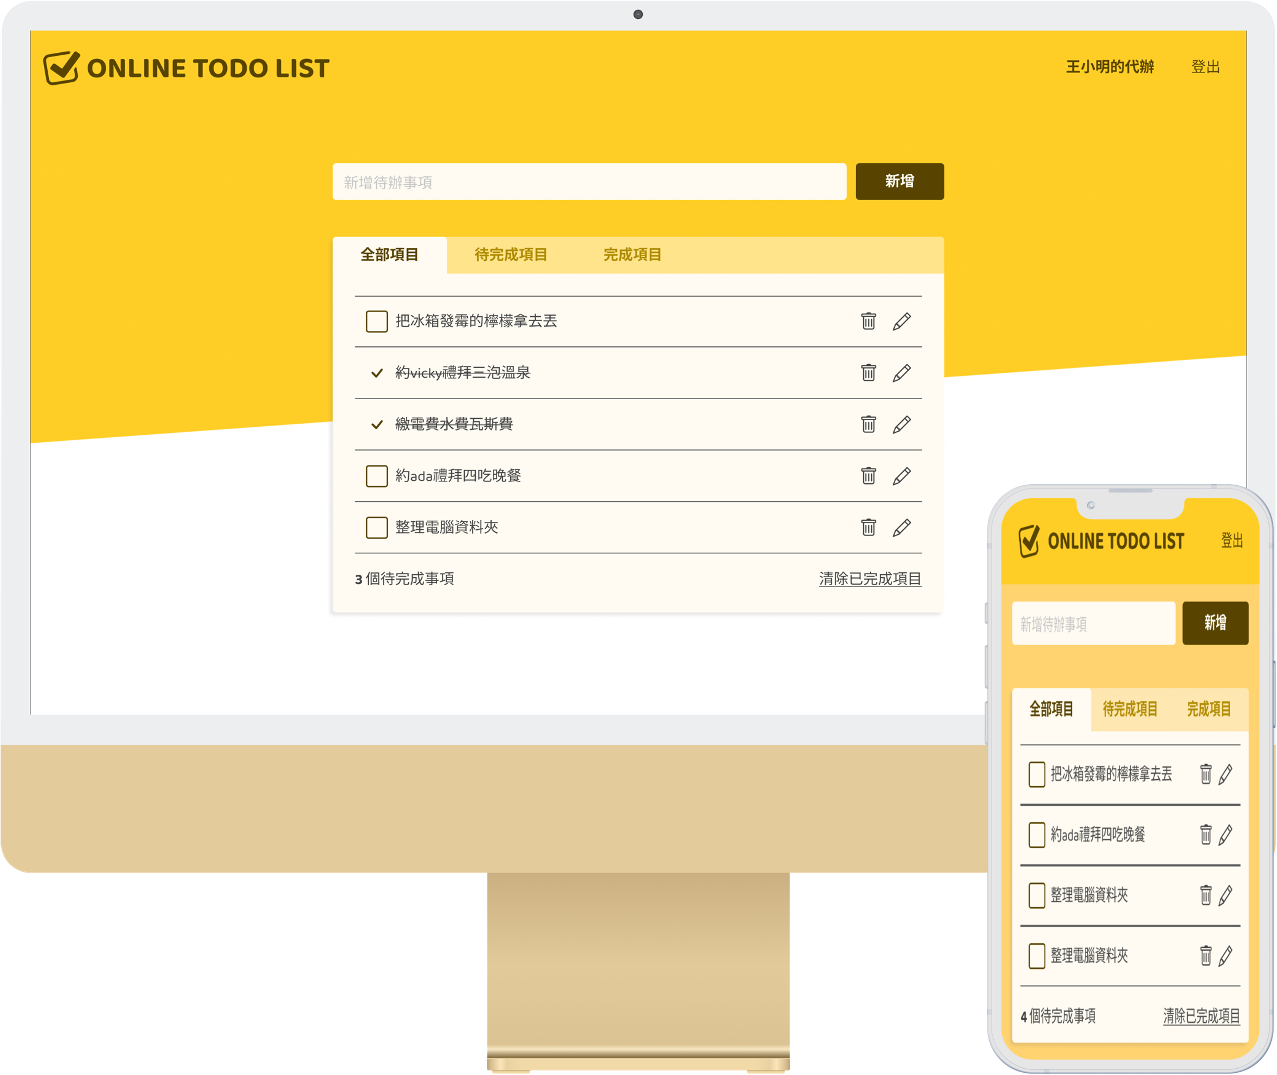 ONLINE TODO LIST
王小明的代辦 登出
新增待辦事項 新增
全部項目 待完成項目 完成項目
把冰箱發霉的檸檬拿去丟
約vicky禮拜三泡溫泉
繳電費水費瓦斯費
約ada禮拜四吃晚餐
整理電腦資料夾
3 個待完成事項 清除已完成項目
ONLINE TODO LIST 登出
新增待辦事項 新增
全部項目 待完成項目 完成項目
把冰箱發霉的檸檬拿去丟
約ada禮拜四吃晚餐
整理電腦資料夾
整理電腦資料夾
4 個待完成事項 清除已完成項目